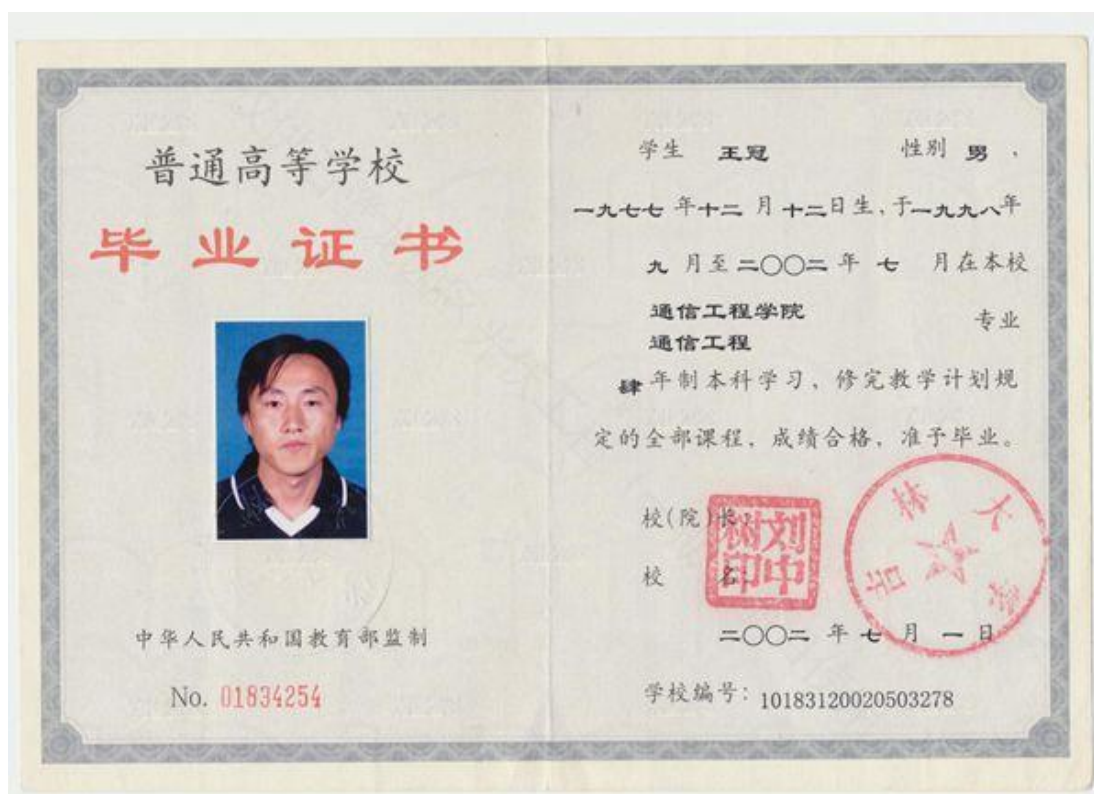 普通高等学校
毕业证书
中华人民共和国教育部监制
No. 01834254
学生 王冠 性别 男 ，
一九七七 年十二 月 十二日生，于一九九八年
九 月至 二〇〇二 年 七 月在本校
通信工程学院
专业
通信工程
肆 年制本科学习、修完教学计划规
定的全部课程，成绩合格，准予毕业。
校(院)长：
刘中树印
校 名：
吉林大学
二〇〇二 年 七 月 一 日
学校编号：10183120020503278